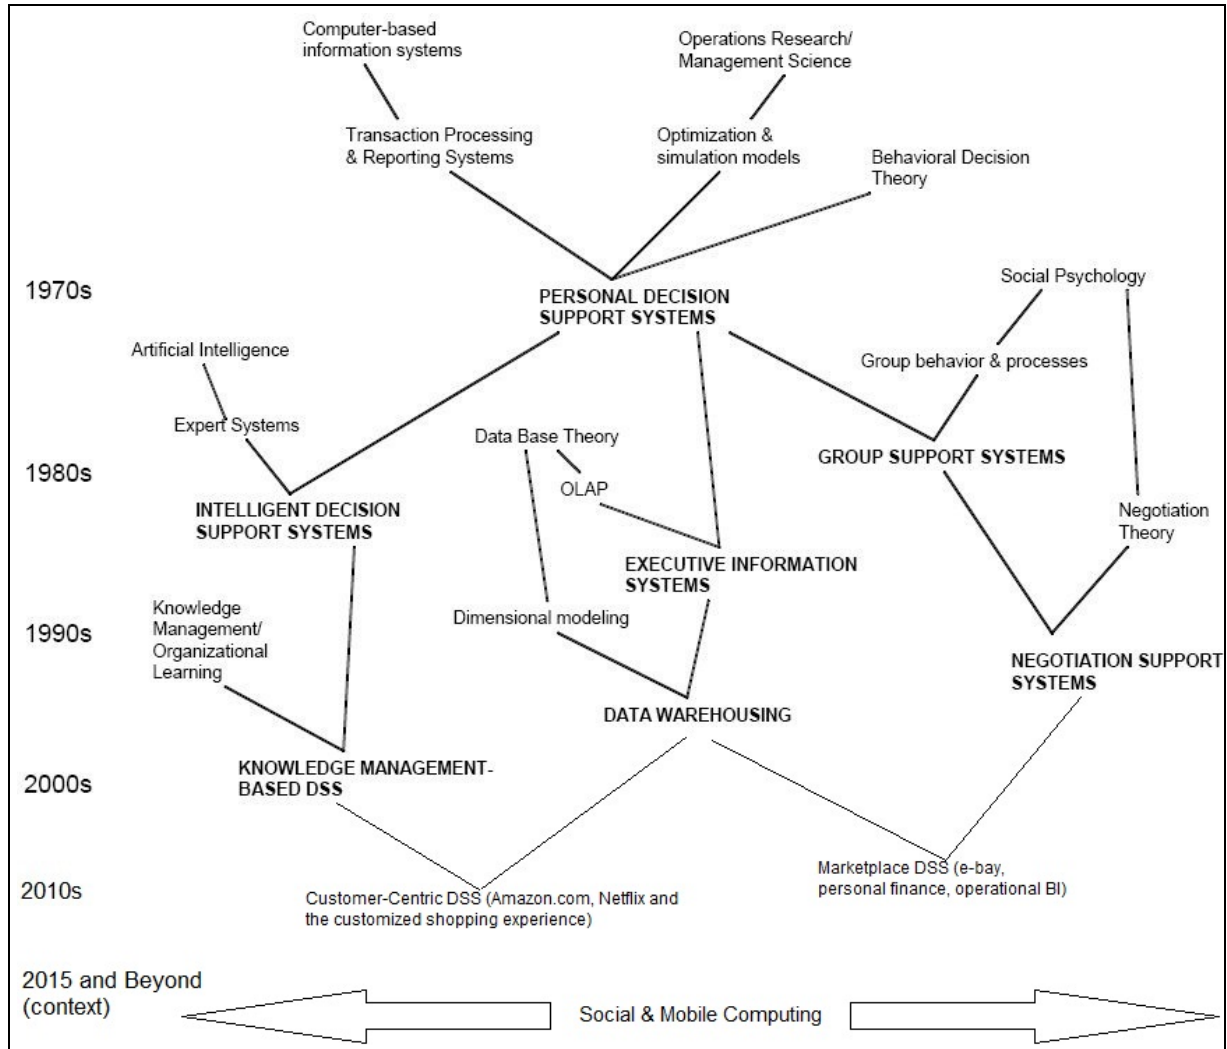 Computer-based
information systems
Operations Research/
Management Science
Transaction Processing
& Reporting Systems
Optimization &
simulation models
Behavioral Decision
Theory
1970s
PERSONAL DECISION
SUPPORT SYSTEMS
Social Psychology
Artificial Intelligence
Group behavior & processes
Expert Systems
Data Base Theory
GROUP SUPPORT SYSTEMS
1980s
OLAP
INTELLIGENT DECISION
SUPPORT SYSTEMS
Negotiation
Theory
EXECUTIVE INFORMATION
SYSTEMS
Knowledge
Management/
Organizational
Learning
Dimensional modeling
1990s
NEGOTIATION SUPPORT
SYSTEMS
DATA WAREHOUSING
KNOWLEDGE MANAGEMENT-
BASED DSS
2000s
Marketplace DSS (e-bay,
personal finance, operational BI)
2010s
Customer-Centric DSS (Amazon.com, Netflix and
the customized shopping experience)
2015 and Beyond
(context)
Social & Mobile Computing